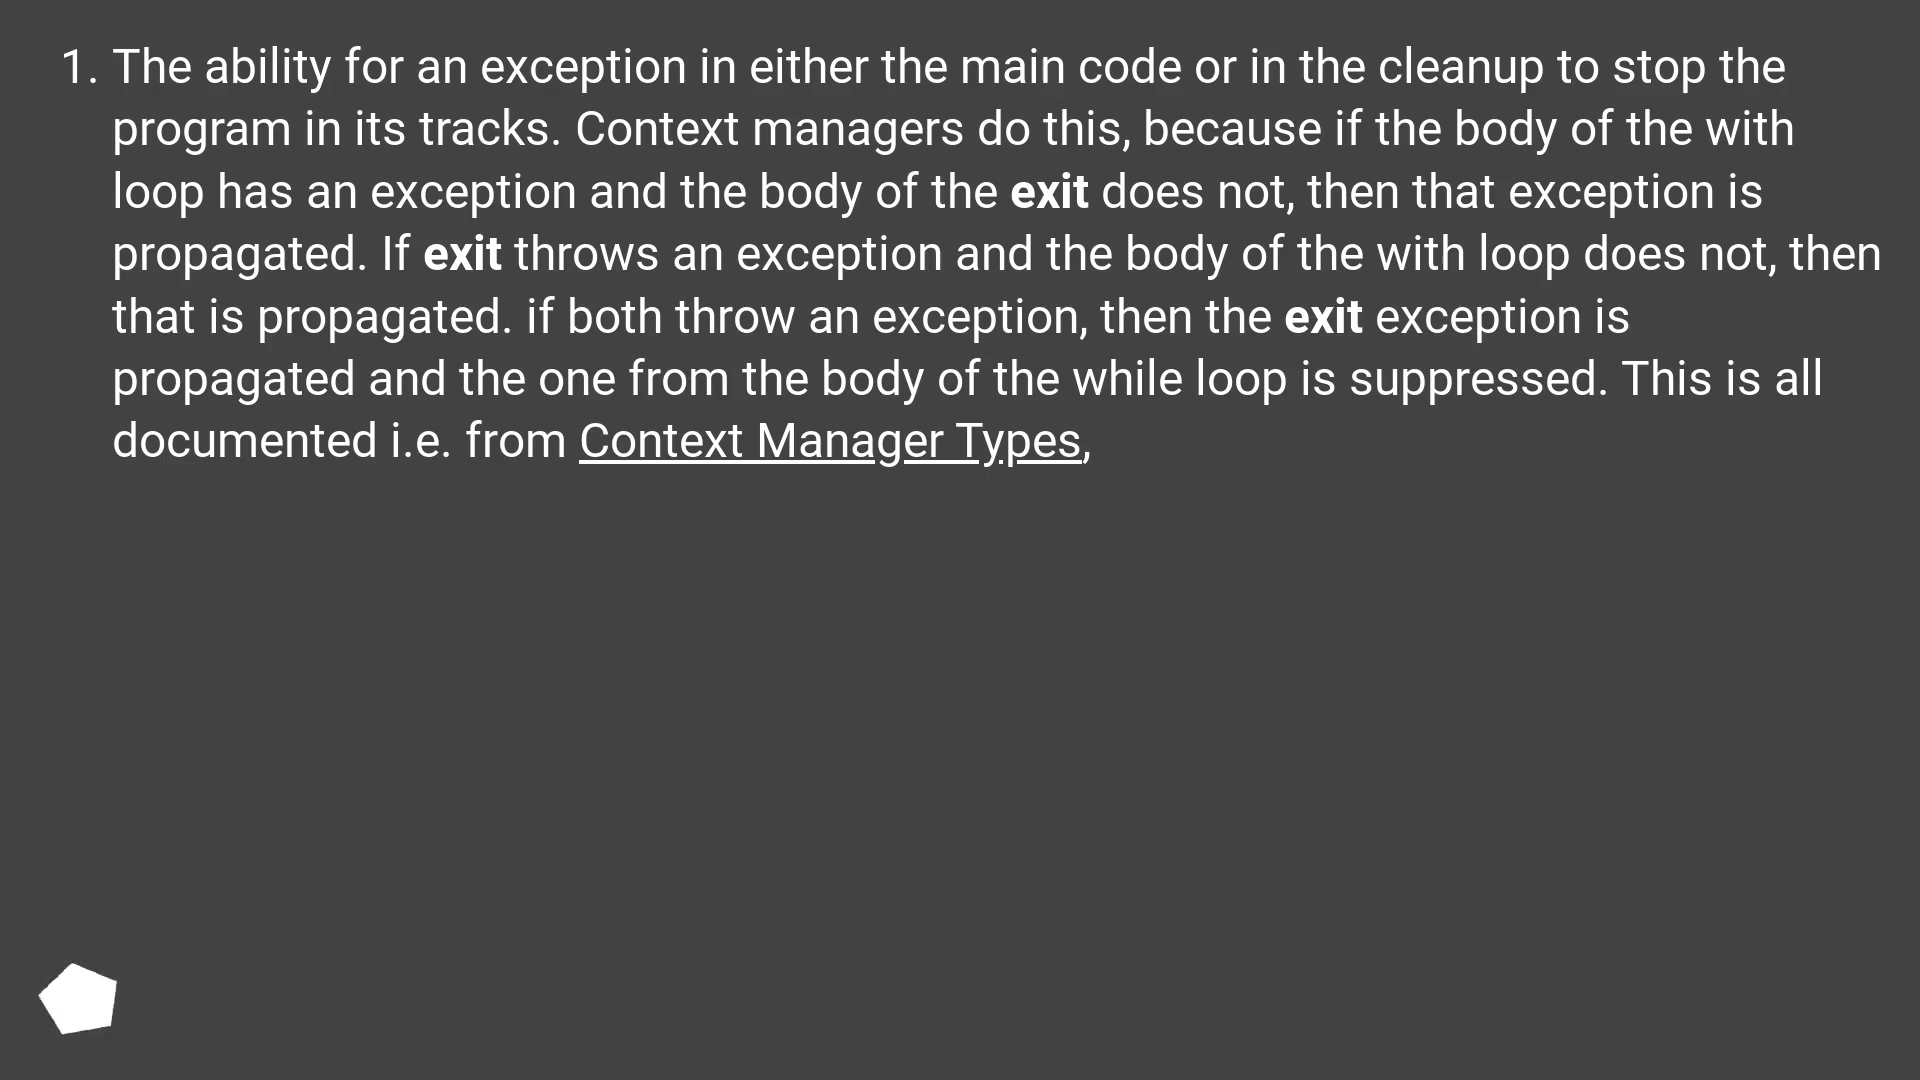 1. The ability for an exception in either the main code or in the cleanup to stop the
program in its tracks. Context managers do this, because if the body of the with
loop has an exception and the body of the exit does not, then that exception is
propagated. If exit throws an exception and the body of the with loop does not, then
that is propagated. if both throw an exception, then the exit exception is
propagated and the one from the body of the while loop is suppressed. This is all
documented i.e. from Context Manager Types,